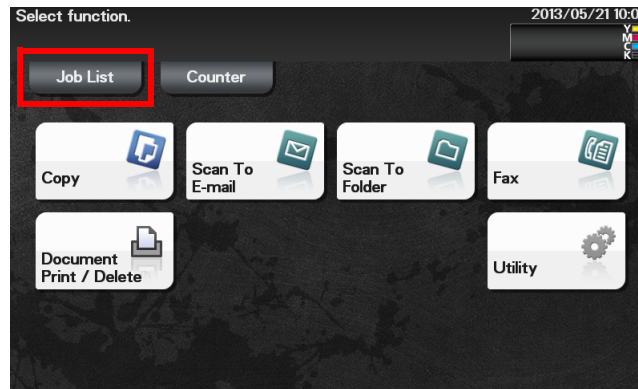 Select function.
2013/05/21 10:0
Y
M
C
K
Job List
Counter
Copy
Scan To
E-mail
Scan To
Folder
Fax
Document
Print / Delete
Utility